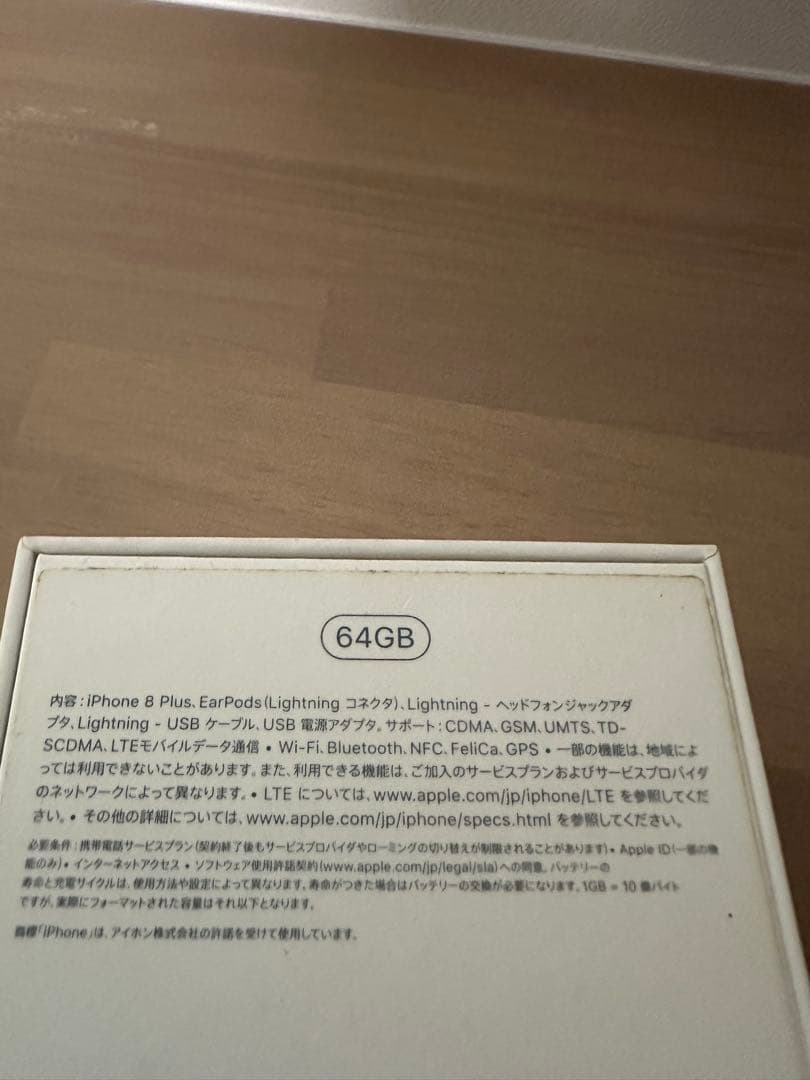 64GB
内容：iPhone 8 Plus、EarPods（Lightning コネクタ）、Lightning - ヘッドフォンジャックアダ
プタ、Lightning - USB ケーブル、USB 電源アダプタ。サポート：CDMA、GSM、UMTS、TD-
SCDMA、LTEモバイルデータ通信 • Wi-Fi、Bluetooth、NFC、FeliCa、GPS • 一部の機能は、地域によ
っては利用できないことがあります。また、利用できる機能は、ご加入のサービスプランおよびサービスプロバイダ
のネットワークによって異なります。• LTE については、www.apple.com/jp/iphone/LTE を参照してくだ
さい。• その他の詳細については、www.apple.com/jp/iphone/specs.html を参照してください。
必要条件：携帯電話サービスプラン（契約終了後もサービスプロバイダやローミングの切り替えが制限されることがあります）• Apple ID（一部の機
能のみ）• インターネットアクセス • ソフトウェア使用許諾契約（www.apple.com/jp/legal/sla）への同意。バッテリーの
寿命と充電サイクルは、使用方法や設定によって異なります。寿命がつきた場合はバッテリーの交換が必要になります。1GB = 10 億バイト
ですが、実際にフォーマットされた容量はそれ以下となります。
商標「iPhone」は、アイホン株式会社の許諾を受けて使用しています。